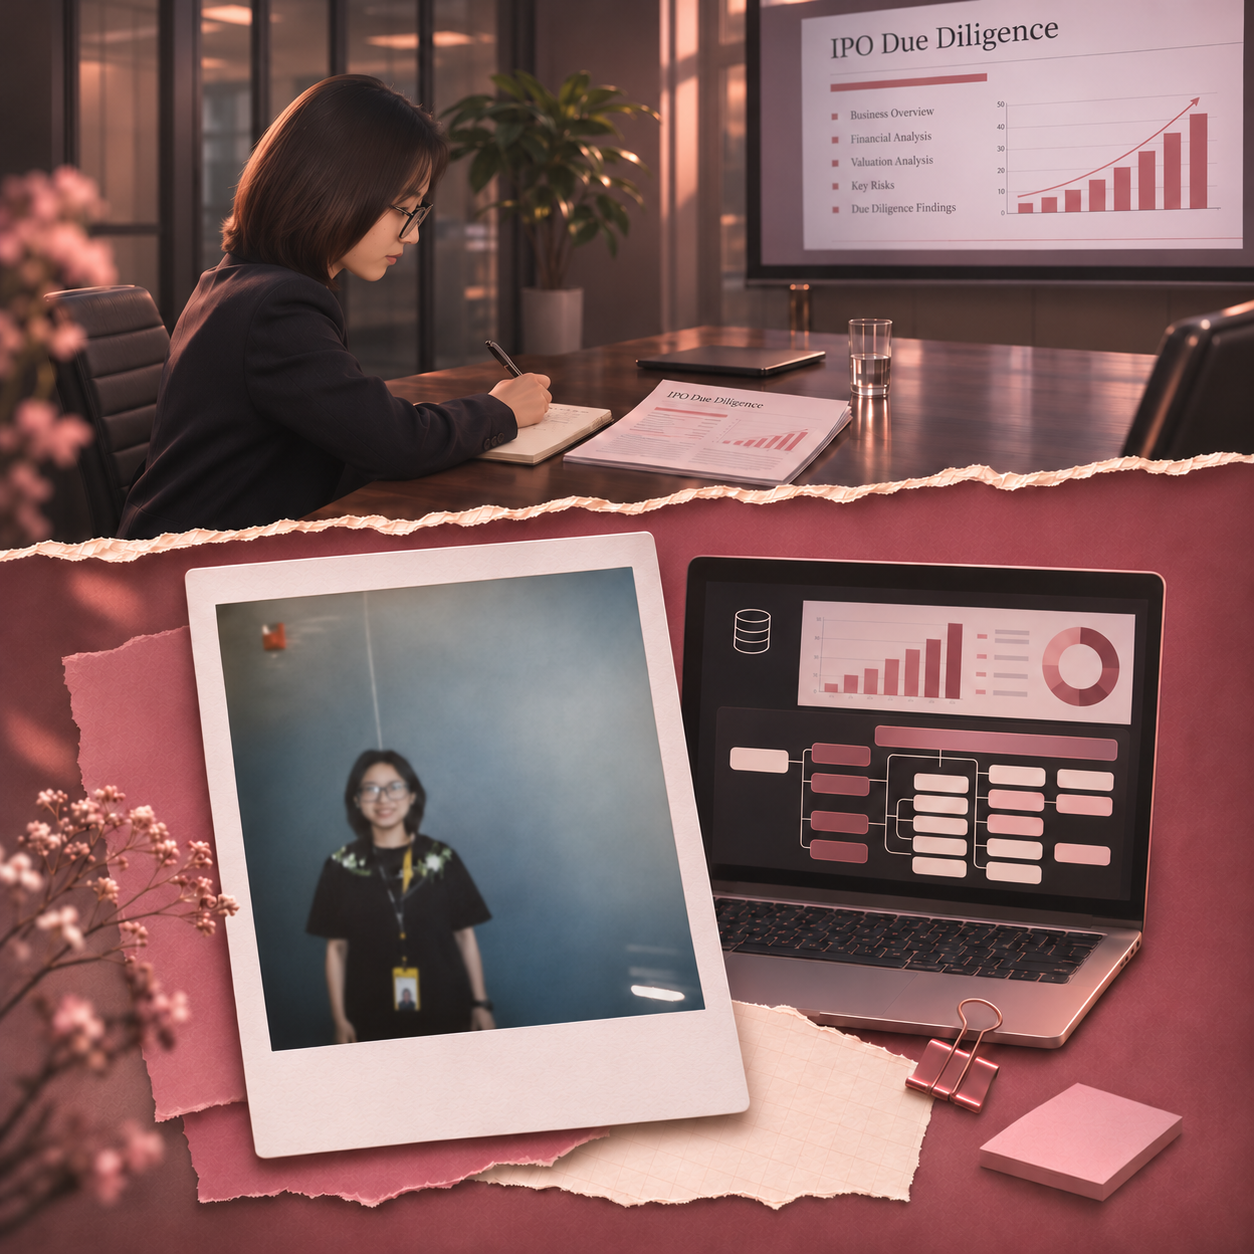 IPO Due Diligence
Business Overview
Financial Analysis
Valuation Analysis
Key Risks
Due Diligence Findings
50
40
30
20
10
0
IPO Due Diligence